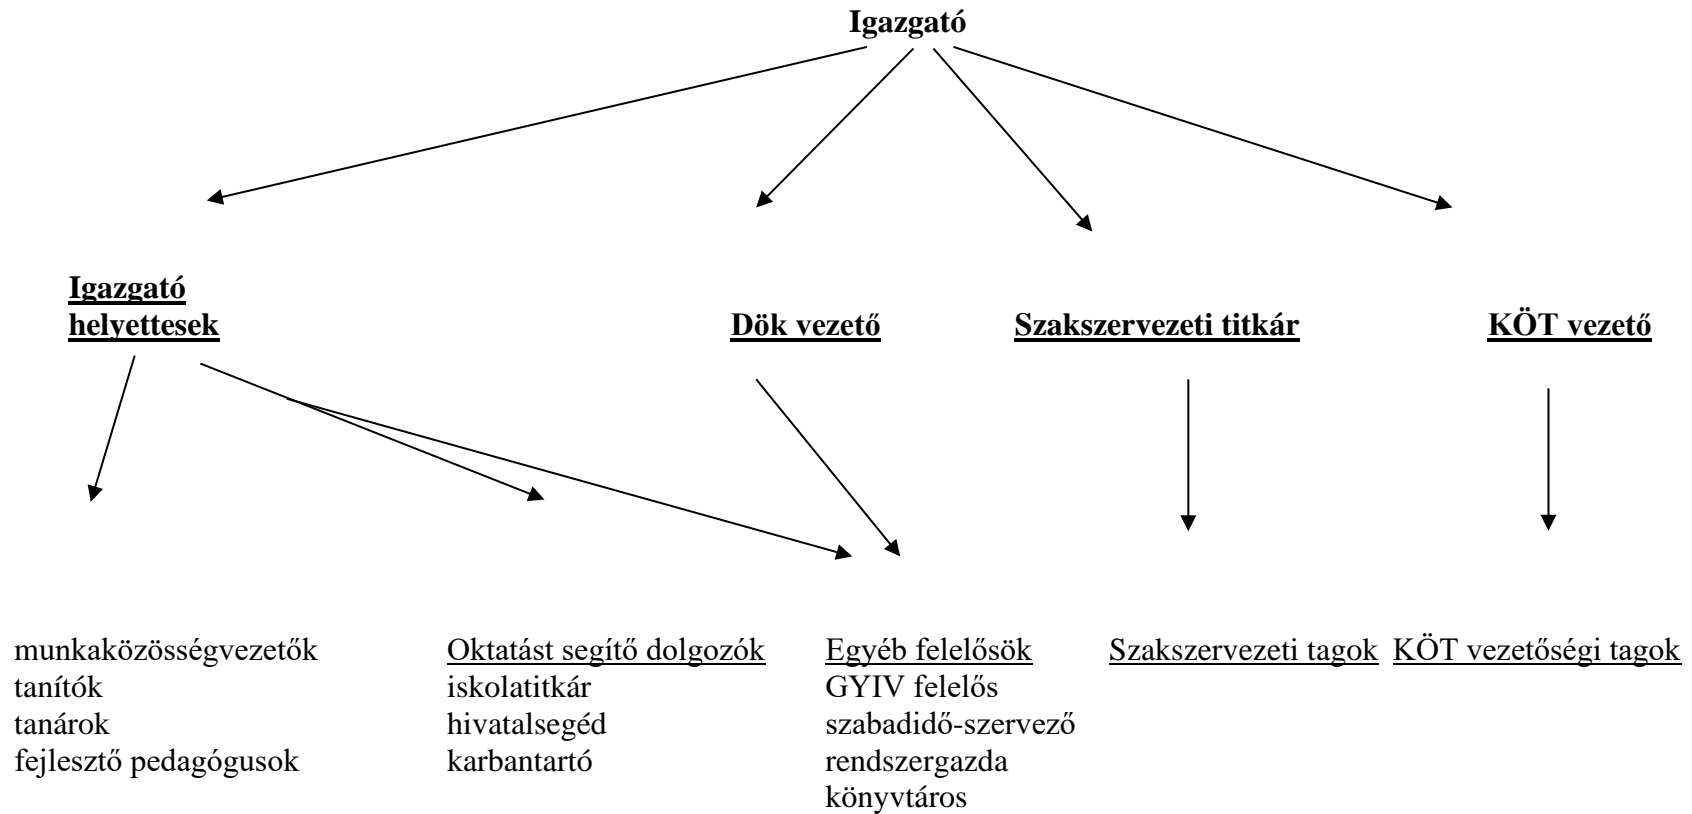 Igazgató
Igazgató
helyettesek
Dök vezető
Szakszervezeti titkár
KÖT vezető
munkaközösségvezetők
tanítók
tanárok
fejlesztő pedagógusok
Oktatást segítő dolgozók
iskolatitkár
hivatalsegéd
karbantartó
Egyéb felelősök
GYIV felelős
szabadidő-szervező
rendszergazda
könyvtáros
Szakszervezeti tagok
KÖT vezetőségi tagok